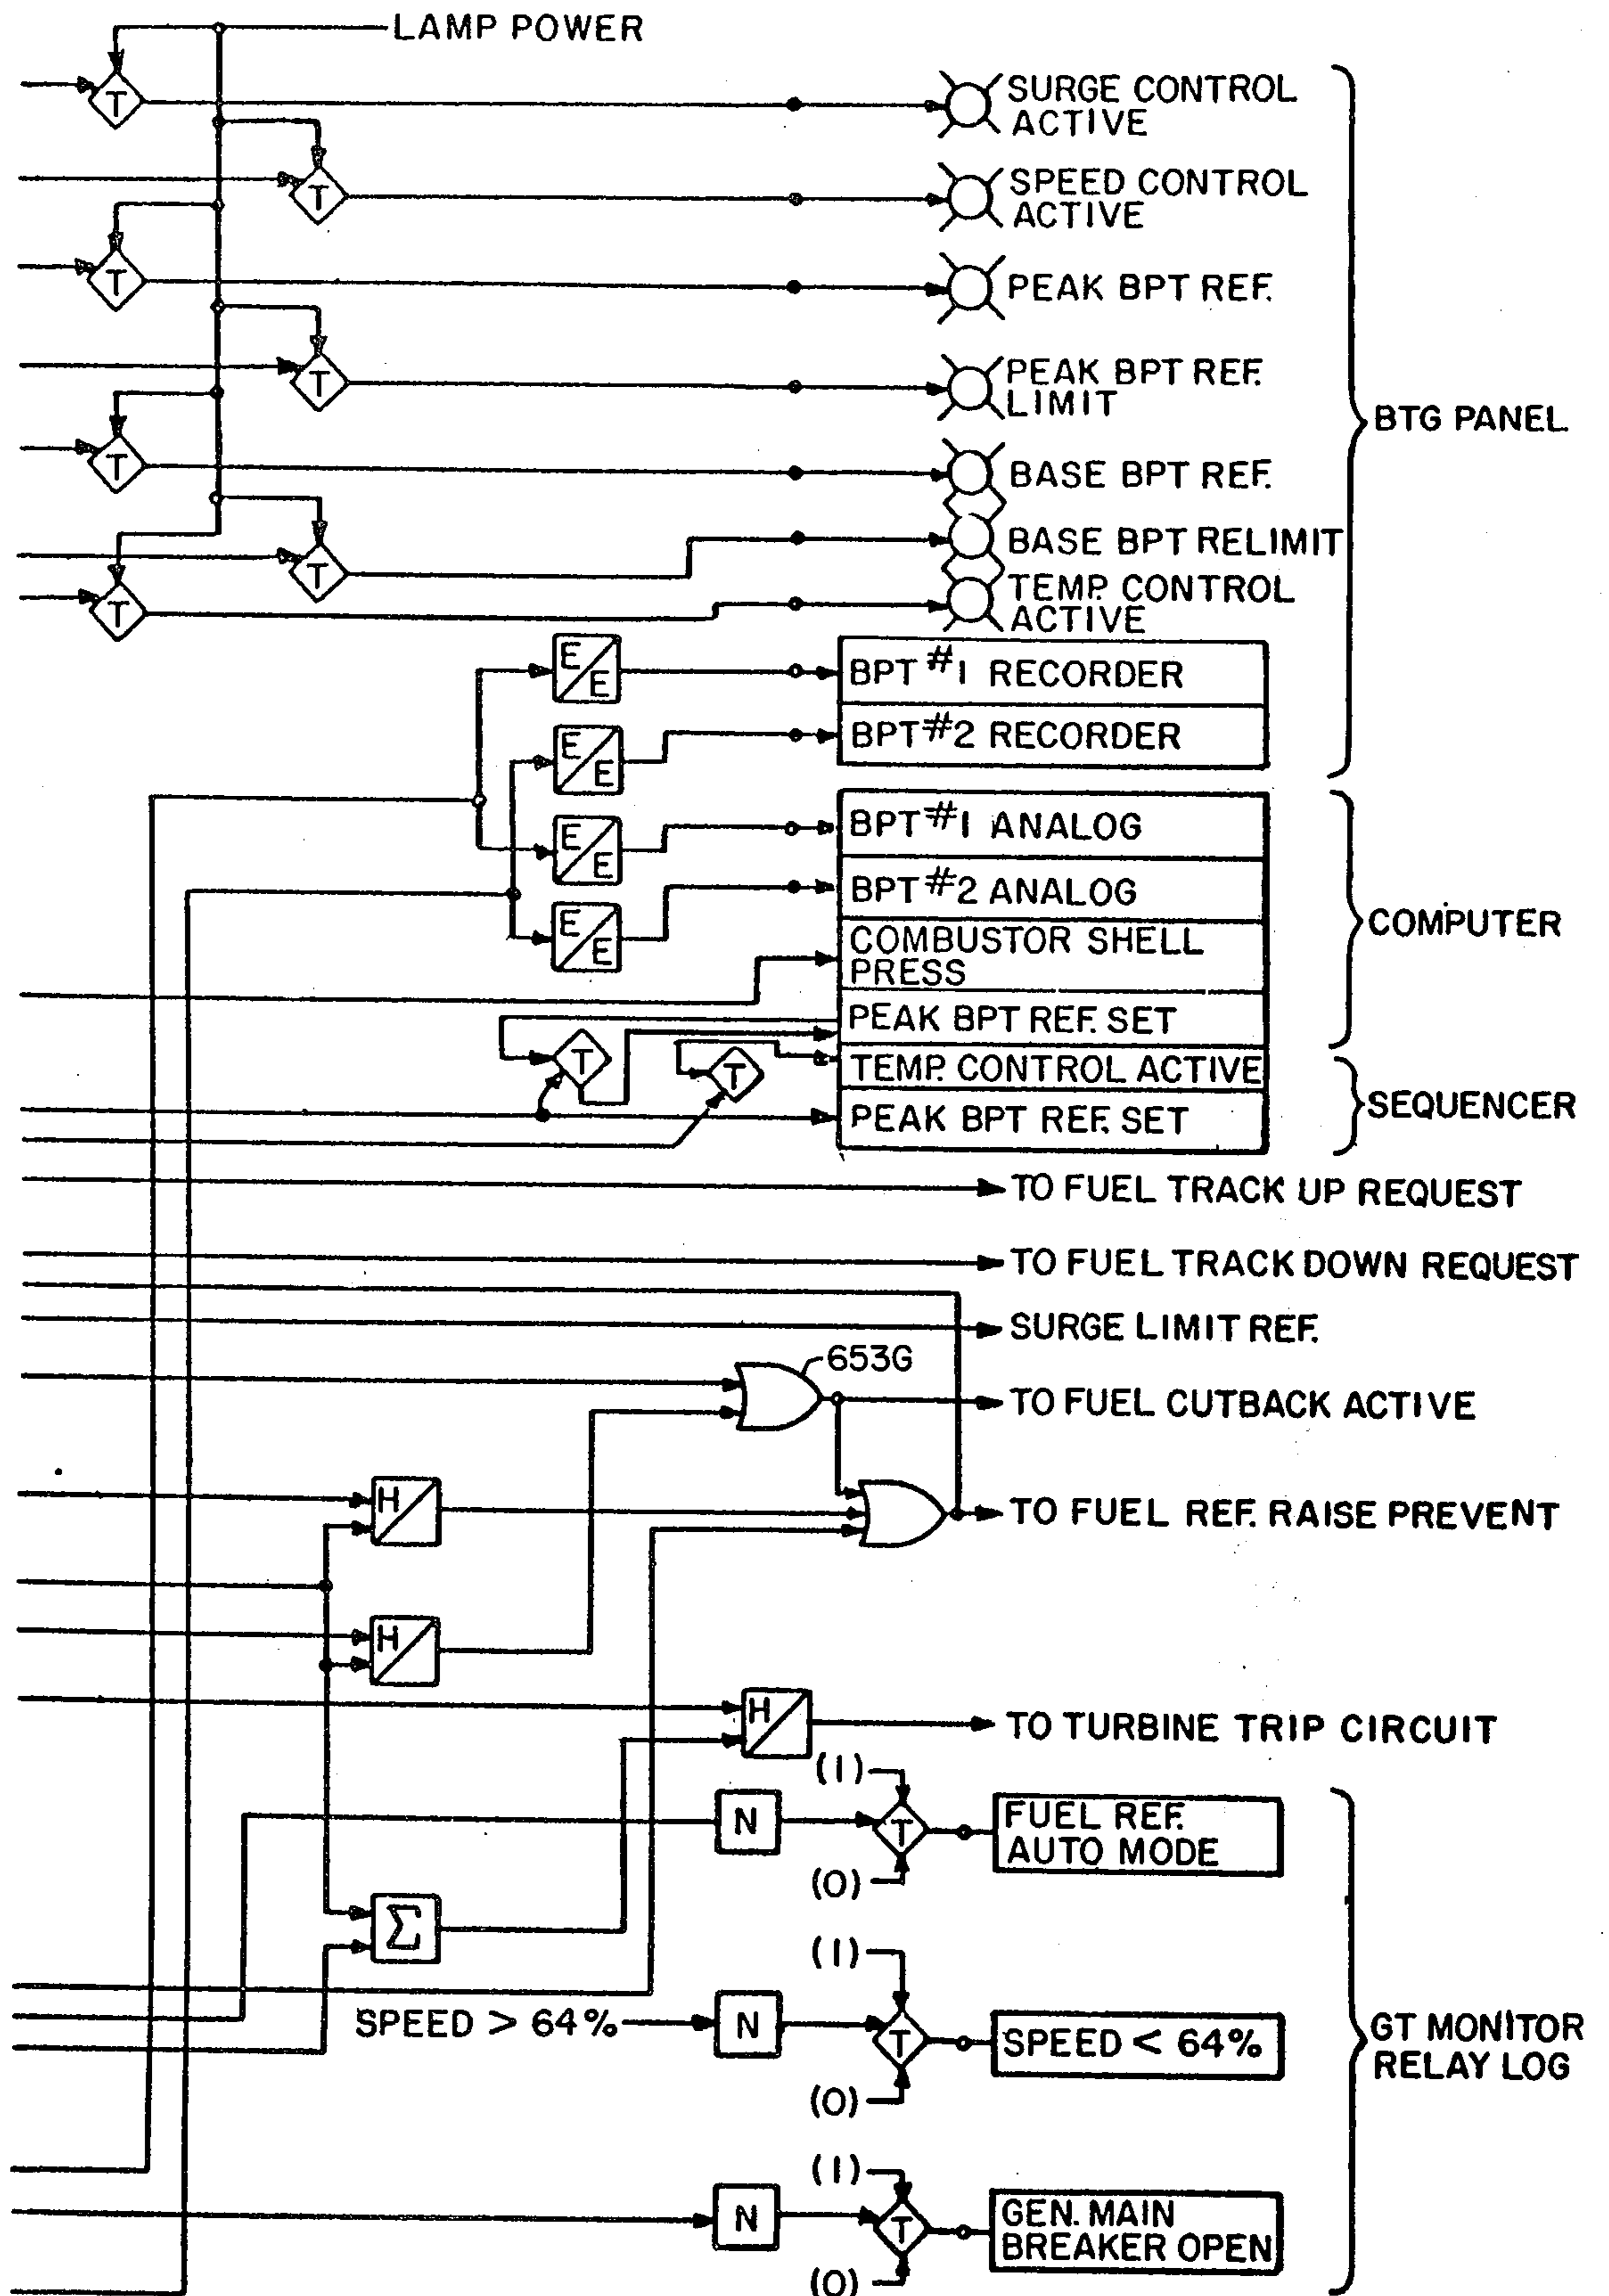 LAMP POWER
T
SURGE CONTROL
ACTIVE
T
SPEED CONTROL
ACTIVE
T
PEAK BPT REF.
T
PEAK BPT REF.
LIMIT
BTG PANEL
T
BASE BPT REF.
T
BASE BPT RELIMIT
T
TEMP. CONTROL
ACTIVE
E/E
BPT #1 RECORDER
E/E
BPT #2 RECORDER
E/E
BPT #1 ANALOG
E/E
BPT #2 ANALOG
COMPUTER
COMBUSTOR SHELL
PRESS
PEAK BPT REF. SET
T
T
TEMP. CONTROL ACTIVE
PEAK BPT REF. SET
SEQUENCER
TO FUEL TRACK UP REQUEST
TO FUEL TRACK DOWN REQUEST
SURGE LIMIT REF.
653G
TO FUEL CUTBACK ACTIVE
H/
TO FUEL REF. RAISE PREVENT
H/
H/
TO TURBINE TRIP CIRCUIT
(1)
N
T
FUEL REF.
AUTO MODE
(0)
Σ
(1)
SPEED > 64%
N
T
SPEED < 64%
(0)
GT MONITOR
RELAY LOG
(1)
N
T
GEN. MAIN
BREAKER OPEN
(0)